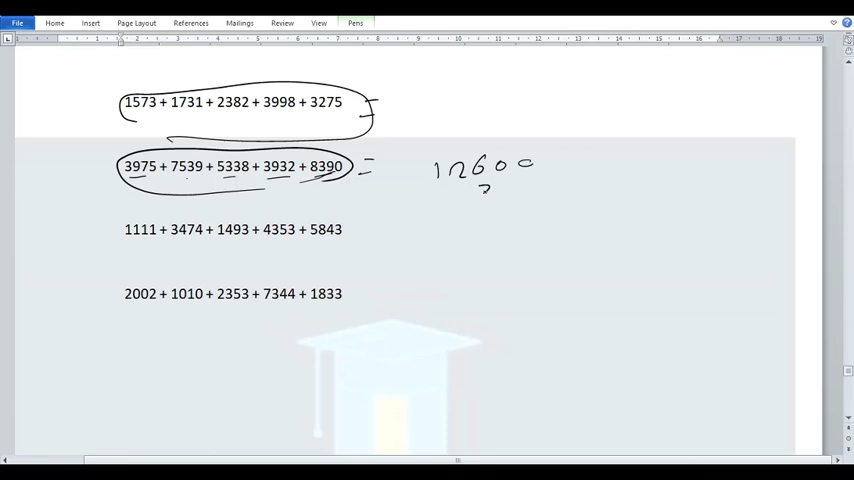 File Home Insert Page Layout References Mailings Review View Pens
1573 + 1731 + 2382 + 3998 + 3275 =
3975 + 7539 + 5338 + 3932 + 8390 = 12600
1111 + 3474 + 1493 + 4353 + 5843
2002 + 1010 + 2353 + 7344 + 1833